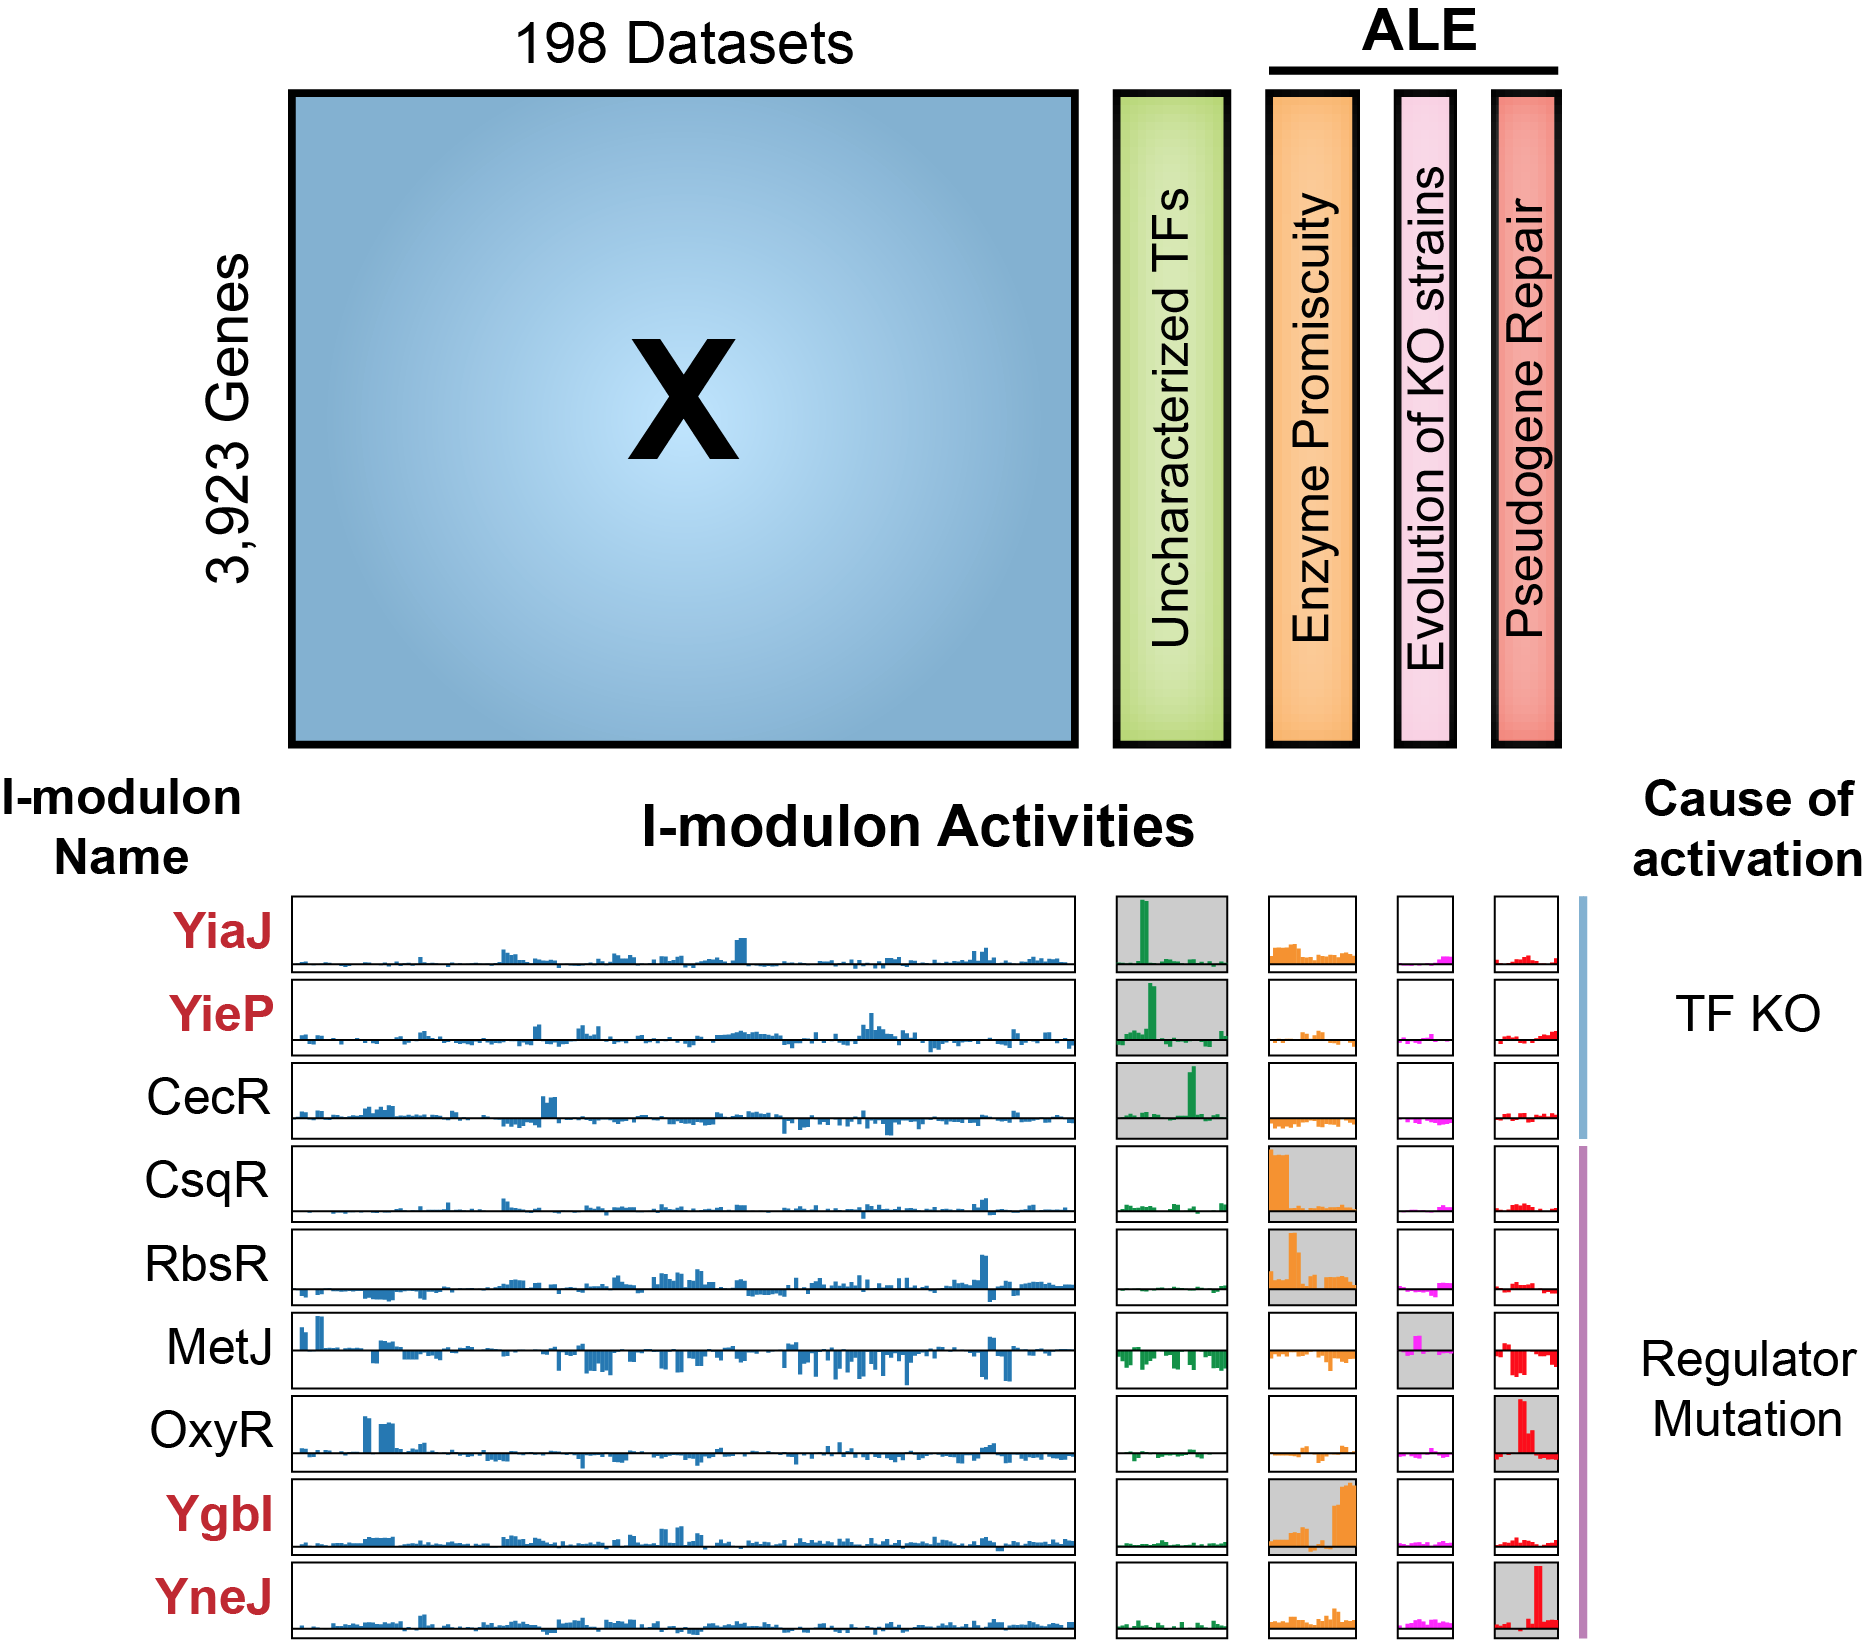 198 Datasets
ALE
3,923 Genes
X
Uncharacterized TFs
Enzyme Promiscuity
Evolution of KO strains
Pseudogene Repair
I-modulon
Name
I-modulon Activities
Cause of
activation
YiaJ
YieP
TF KO
CecR
CsqR
RbsR
MetJ
Regulator
Mutation
OxyR
YgbI
YneJ